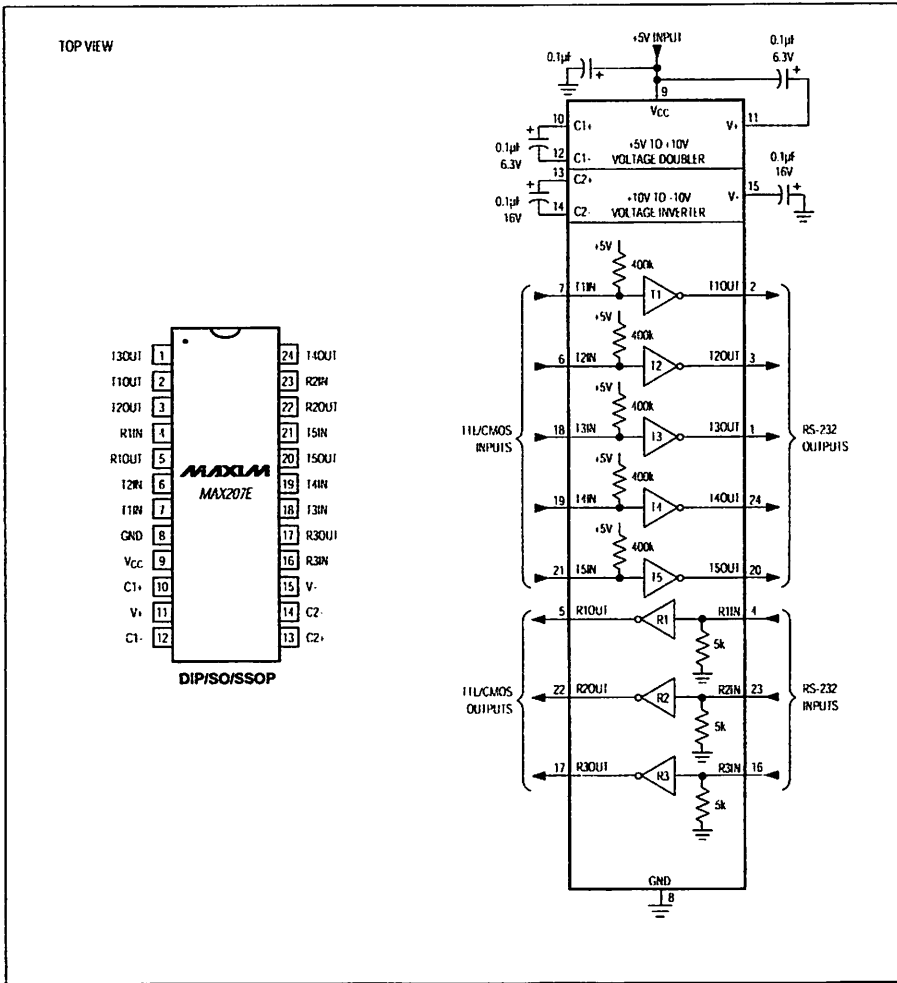 TOP VIEW
+5V INPUT
0.1µF
0.1µF
6.3V
9
VCC
10 C1+
V+ 11
0.1µF
6.3V
12 C1-
+5V TO +10V
VOLTAGE DOUBLER
13 C2+
0.1µF
16V
14 C2-
+10V TO -10V
VOLTAGE INVERTER
V- 15
0.1µF
16V
+5V
400k
7 T1IN T1 T1OUT 2
+5V
400k
6 T2IN T2 T2OUT 3
+5V
400k
TTL/CMOS
INPUTS
18 T3IN T3 T3OUT 1
RS-232
OUTPUTS
+5V
400k
19 T4IN T4 T4OUT 24
+5V
400k
21 T5IN T5 T5OUT 20
5 R1OUT R1 R1IN 4
5k
TTL/CMOS
OUTPUTS
22 R2OUT R2 R2IN 23
RS-232
INPUTS
5k
17 R3OUT R3 R3IN 16
5k
GND
8
T3OUT 1 24 T4OUT
T1OUT 2 23 R2IN
T2OUT 3 22 R2OUT
R1IN 4 21 T5IN
R1OUT 5 20 T5OUT
T2IN 6 19 T4IN
T1IN 7 18 T3IN
GND 8 17 R3OUT
VCC 9 16 R3IN
C1+ 10 15 V-
V+ 11 14 C2-
C1- 12 13 C2+
MAXIM
MAX207E
DIP/SO/SSOP